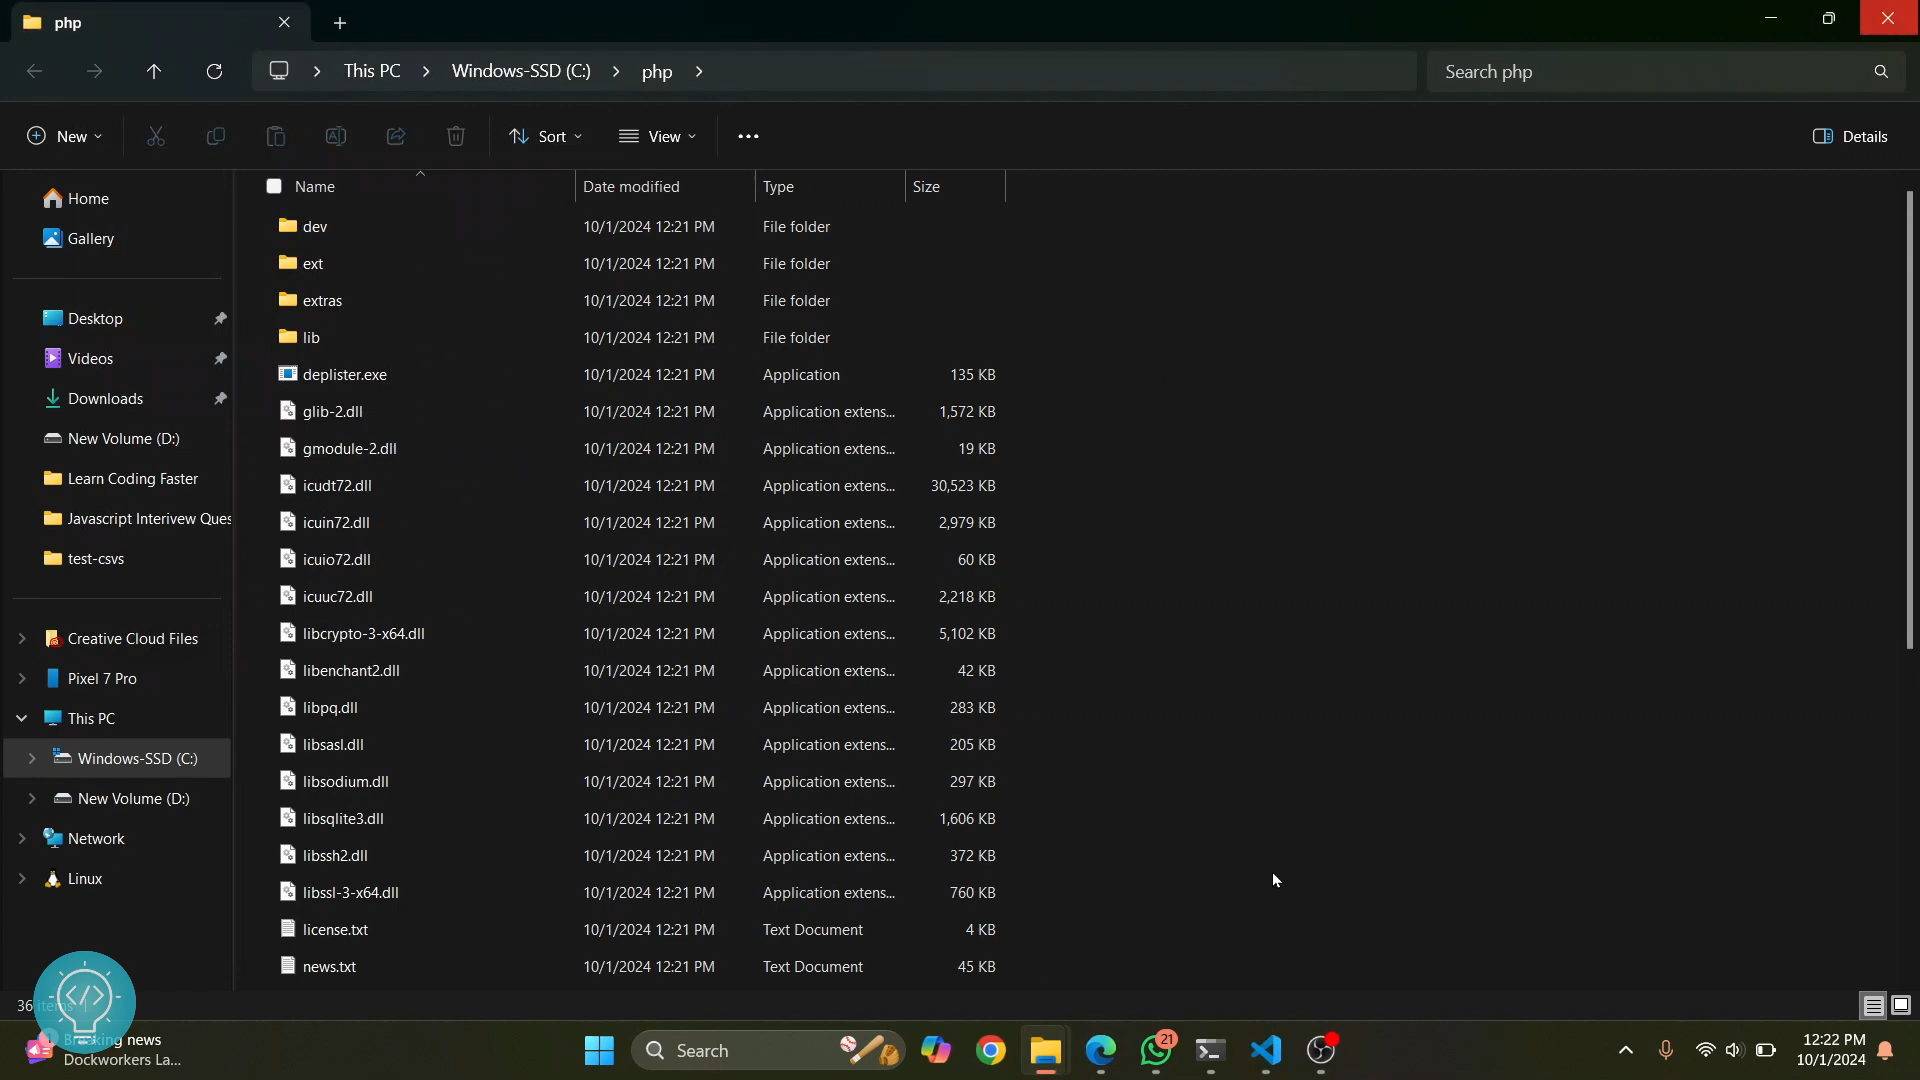 php
This PC
Windows-SSD (C:)
php
Search php
New
Sort
View
Details
Name Date modified Type Size
Home
Gallery
Desktop
Videos
Downloads
New Volume (D:)
Learn Coding Faster
Javascript Interivew Ques
test-csvs
Creative Cloud Files
Pixel 7 Pro
This PC
Windows-SSD (C:)
New Volume (D:)
Network
Linux
dev 10/1/2024 12:21 PM File folder
ext 10/1/2024 12:21 PM File folder
extras 10/1/2024 12:21 PM File folder
lib 10/1/2024 12:21 PM File folder
deplister.exe 10/1/2024 12:21 PM Application 135 KB
glib-2.dll 10/1/2024 12:21 PM Application extens... 1,572 KB
gmodule-2.dll 10/1/2024 12:21 PM Application extens... 19 KB
icudt72.dll 10/1/2024 12:21 PM Application extens... 30,523 KB
icuin72.dll 10/1/2024 12:21 PM Application extens... 2,979 KB
icuio72.dll 10/1/2024 12:21 PM Application extens... 60 KB
icuuc72.dll 10/1/2024 12:21 PM Application extens... 2,218 KB
libcrypto-3-x64.dll 10/1/2024 12:21 PM Application extens... 5,102 KB
libenchant2.dll 10/1/2024 12:21 PM Application extens... 42 KB
libpq.dll 10/1/2024 12:21 PM Application extens... 283 KB
libsasl.dll 10/1/2024 12:21 PM Application extens... 205 KB
libsodium.dll 10/1/2024 12:21 PM Application extens... 297 KB
libsqlite3.dll 10/1/2024 12:21 PM Application extens... 1,606 KB
libssh2.dll 10/1/2024 12:21 PM Application extens... 372 KB
libssl-3-x64.dll 10/1/2024 12:21 PM Application extens... 760 KB
license.txt 10/1/2024 12:21 PM Text Document 4 KB
news.txt 10/1/2024 12:21 PM Text Document 45 KB
36 items
Breaking news
Dockworkers La...
Search
21
12:22 PM
10/1/2024